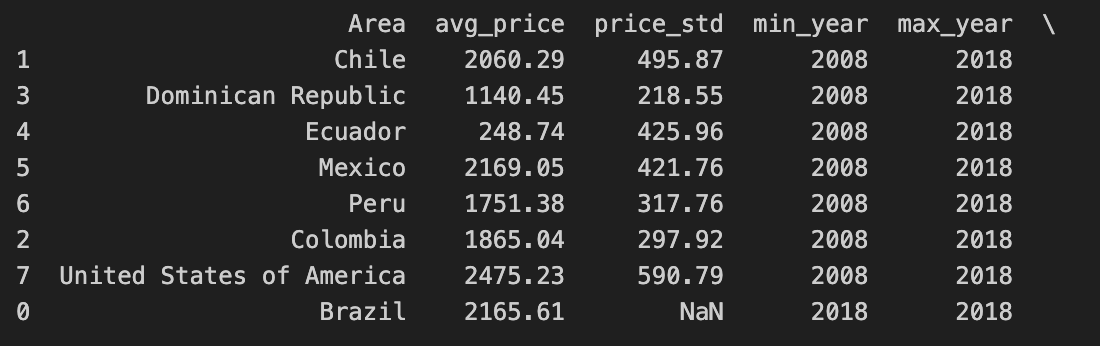 Area avg_price price_std min_year max_year \
1 Chile 2060.29 495.87 2008 2018
3 Dominican Republic 1140.45 218.55 2008 2018
4 Ecuador 248.74 425.96 2008 2018
5 Mexico 2169.05 421.76 2008 2018
6 Peru 1751.38 317.76 2008 2018
2 Colombia 1865.04 297.92 2008 2018
7 United States of America 2475.23 590.79 2008 2018
0 Brazil 2165.61 NaN 2018 2018